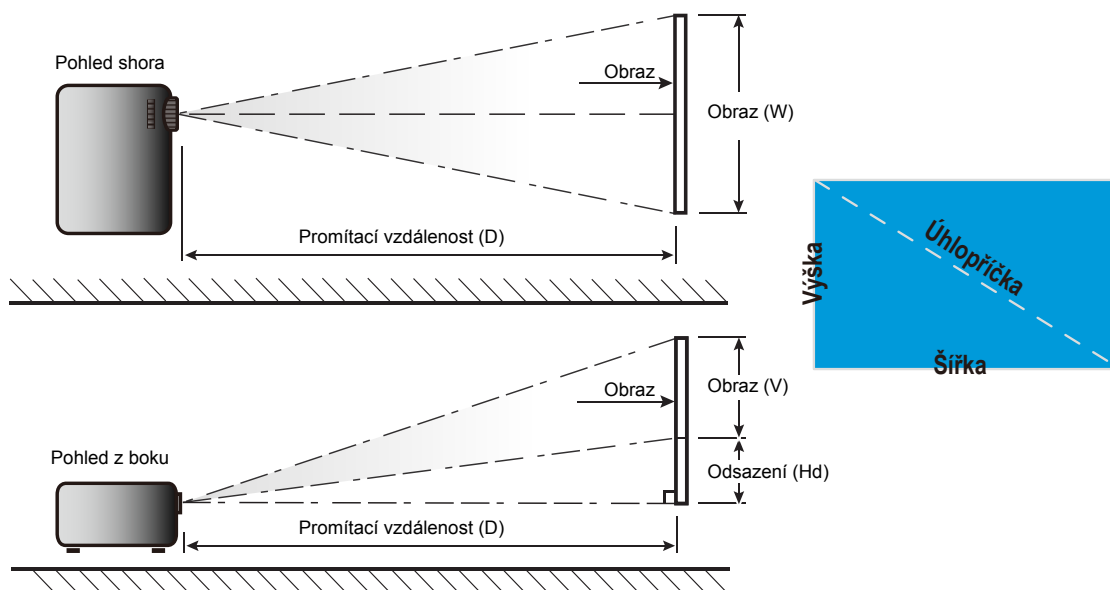 Pohled shora
Obraz
Obraz (W)
Promítací vzdálenost (D)
Výška
Úhlopříčka
Šířka
Pohled z boku
Obraz
Obraz (V)
Odsazení (Hd)
Promítací vzdálenost (D)